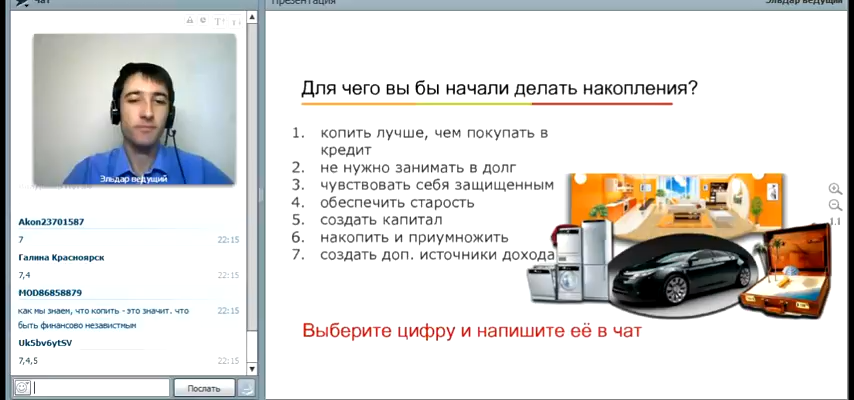 чат
Презентация
Эльдар ведущий
Эльдар ведущий
Akon23701587
7 22:15
Галина Красноярск
7,4 22:15
MOD86858879
как мы знаем, что копить - это значит. что 22:15
быть финансово независтмым
Uk5bv6ytSV
7,4,5 22:15
Послать
Для чего вы бы начали делать накопления?
1. копить лучше, чем покупать в
кредит
2. не нужно занимать в долг
3. чувствовать себя защищенным
4. обеспечить старость
5. создать капитал
6. накопить и приумножить
7. создать доп. источники дохода
Выберите цифру и напишите её в чат
1:1